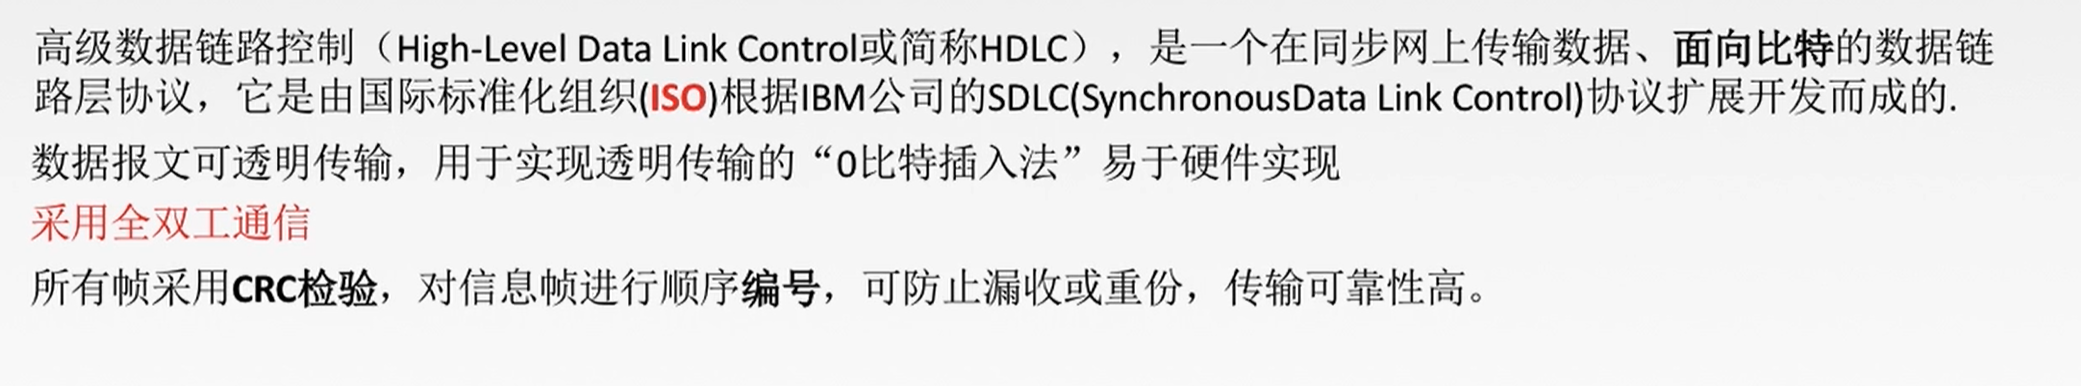 高级数据链路控制（High-Level Data Link Control或简称HDLC），是一个在同步网上传输数据、面向比特的数据链
路层协议，它是由国际标准化组织(ISO)根据IBM公司的SDLC(SynchronousData Link Control)协议扩展开发而成的.
数据报文可透明传输，用于实现透明传输的“0比特插入法”易于硬件实现
采用全双工通信
所有帧采用CRC检验，对信息帧进行顺序编号，可防止漏收或重份，传输可靠性高。